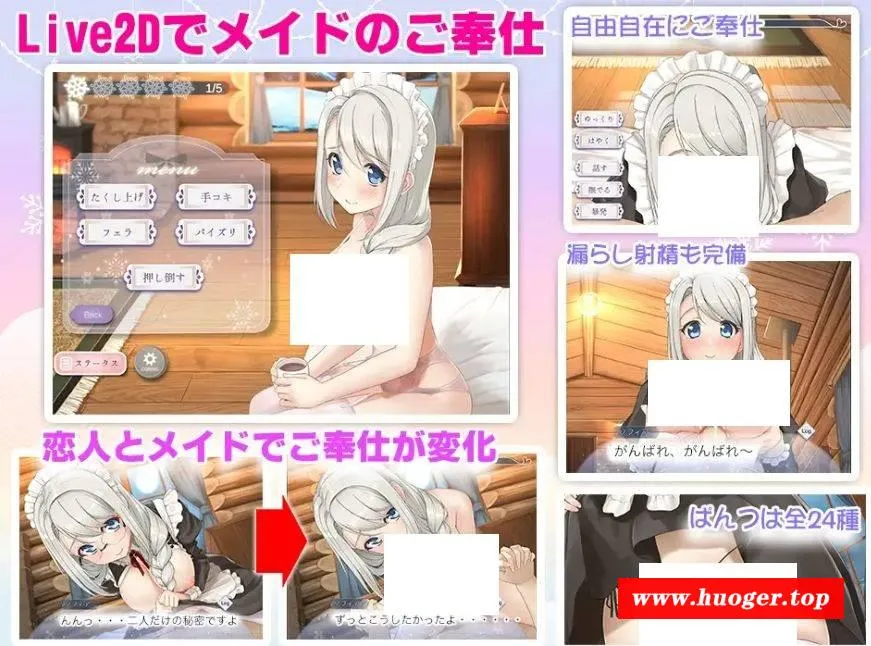 Live2Dでメイドのご奉仕
1/5
menu
たくし上げ
手コキ
フェラ
パイズリ
押し倒す
Back
ステータス
自由自在にご奉仕
ゆっくり
はやく
話す
撫でる
暴発
漏らし射精も完備
がんばれ、がんばれ～
Log
恋人とメイドでご奉仕が変化
んんっ・・・二人だけの秘密ですよ
ずっとこうしたかったよ・・・・・・
ぱんつは全24種
www.huoger.top